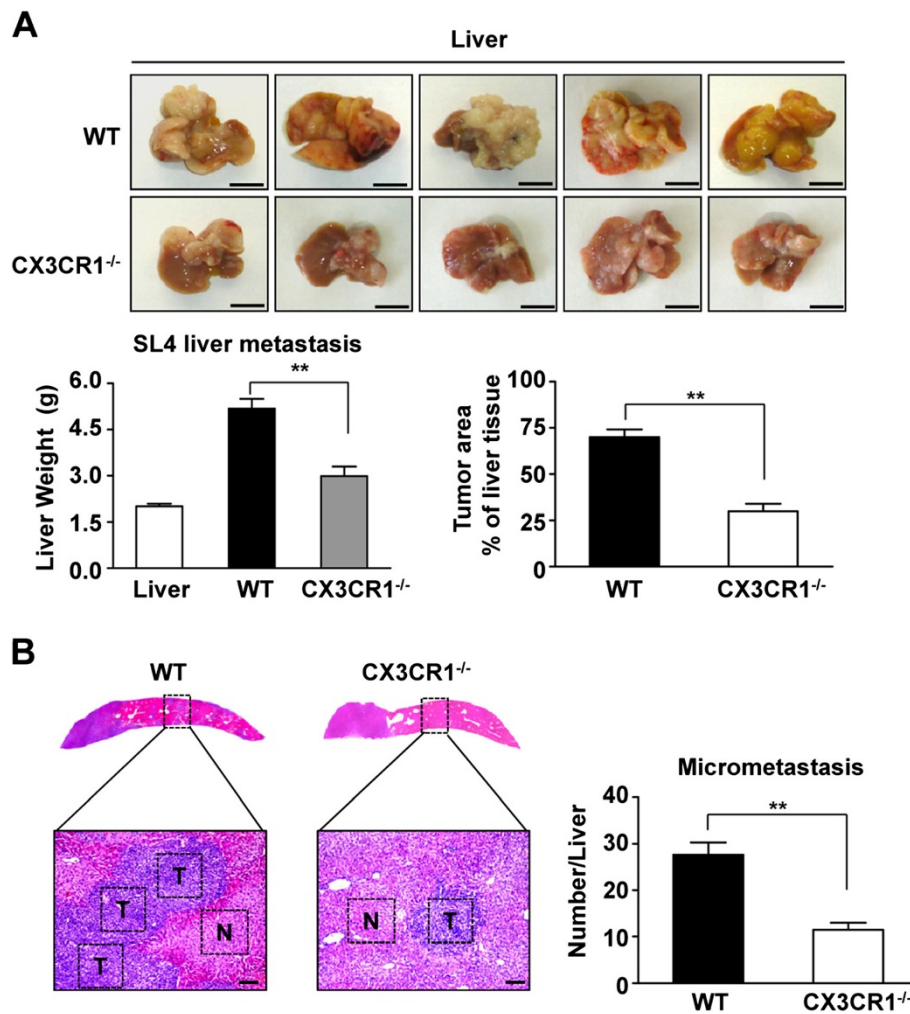 A
Liver
WT
CX3CR1-/-
SL4 liver metastasis
Liver Weight (g)
6.0
4.5
3.0
1.5
0.0
**
Liver WT CX3CR1-/-
Tumor area
% of liver tissue
100
75
50
25
0
**
WT CX3CR1-/-
B
WT
CX3CR1-/-
T
T
T
N
N
T
Micrometastasis
Number/Liver
40
30
20
10
0
**
WT CX3CR1-/-